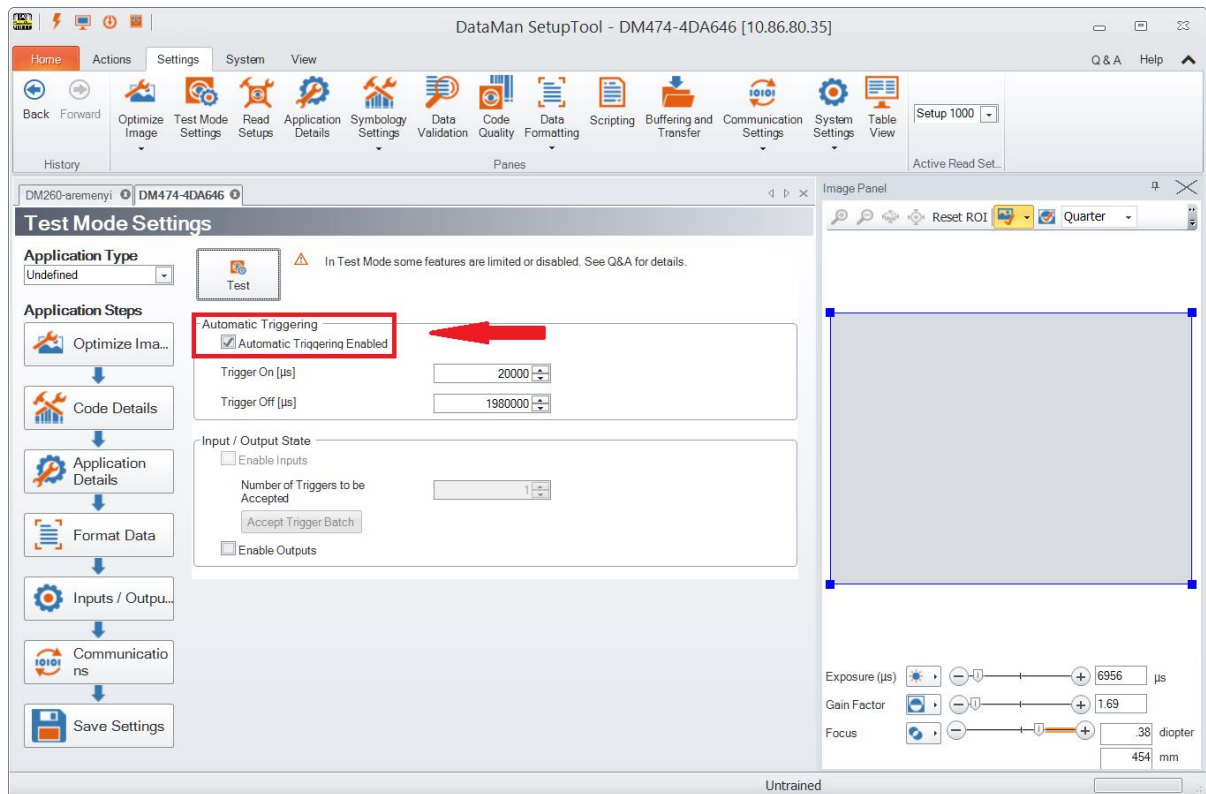 DataMan SetupTool - DM474-4DA646 [10.86.80.35]
Home Actions Settings System View Q & A Help
Back Forward
Optimize Image
Test Mode Settings
Read Setups
Application Details
Symbology Settings
Data Validation
Code Quality
Data Formatting
Scripting
Buffering and Transfer
Communication Settings
System Settings
Table View
Setup 1000
History
Panes
Active Read Set...
DM260-aremenyi DM474-4DA646
Test Mode Settings
Application Type
Undefined
Application Steps
Optimize Ima...
Code Details
Application
Details
Format Data
Inputs / Outpu...
Communicatio
ns
Save Settings
Test
In Test Mode some features are limited or disabled. See Q&A for details.
Automatic Triggering
Automatic Triggering Enabled
Trigger On [µs] 20000
Trigger Off [µs] 1980000
Input / Output State
Enable Inputs
Number of Triggers to be
Accepted
1
Accept Trigger Batch
Enable Outputs
Image Panel
Reset ROI Quarter
Exposure (µs) 6956 µs
Gain Factor 1.69
Focus .38 diopter
454 mm
Untrained